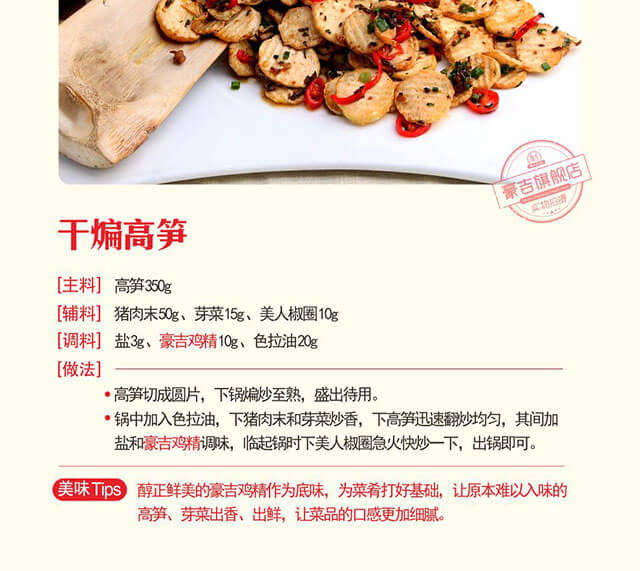 豪吉旗舰店
实物拍摄
干煸高笋
[主料] 高笋350g
[辅料] 猪肉末50g、芽菜15g、美人椒圈10g
[调料] 盐3g、豪吉鸡精10g、色拉油20g
[做法]
• 高笋切成圆片，下锅煸炒至熟，盛出待用。
• 锅中加入色拉油，下猪肉末和芽菜炒香，下高笋迅速翻炒均匀，其间加
盐和豪吉鸡精调味，临起锅时下美人椒圈急火快炒一下，出锅即可。
美味Tips 醇正鲜美的豪吉鸡精作为底味，为菜肴打好基础，让原本难以入味的
高笋、芽菜出香、出鲜，让菜品的口感更加细腻。